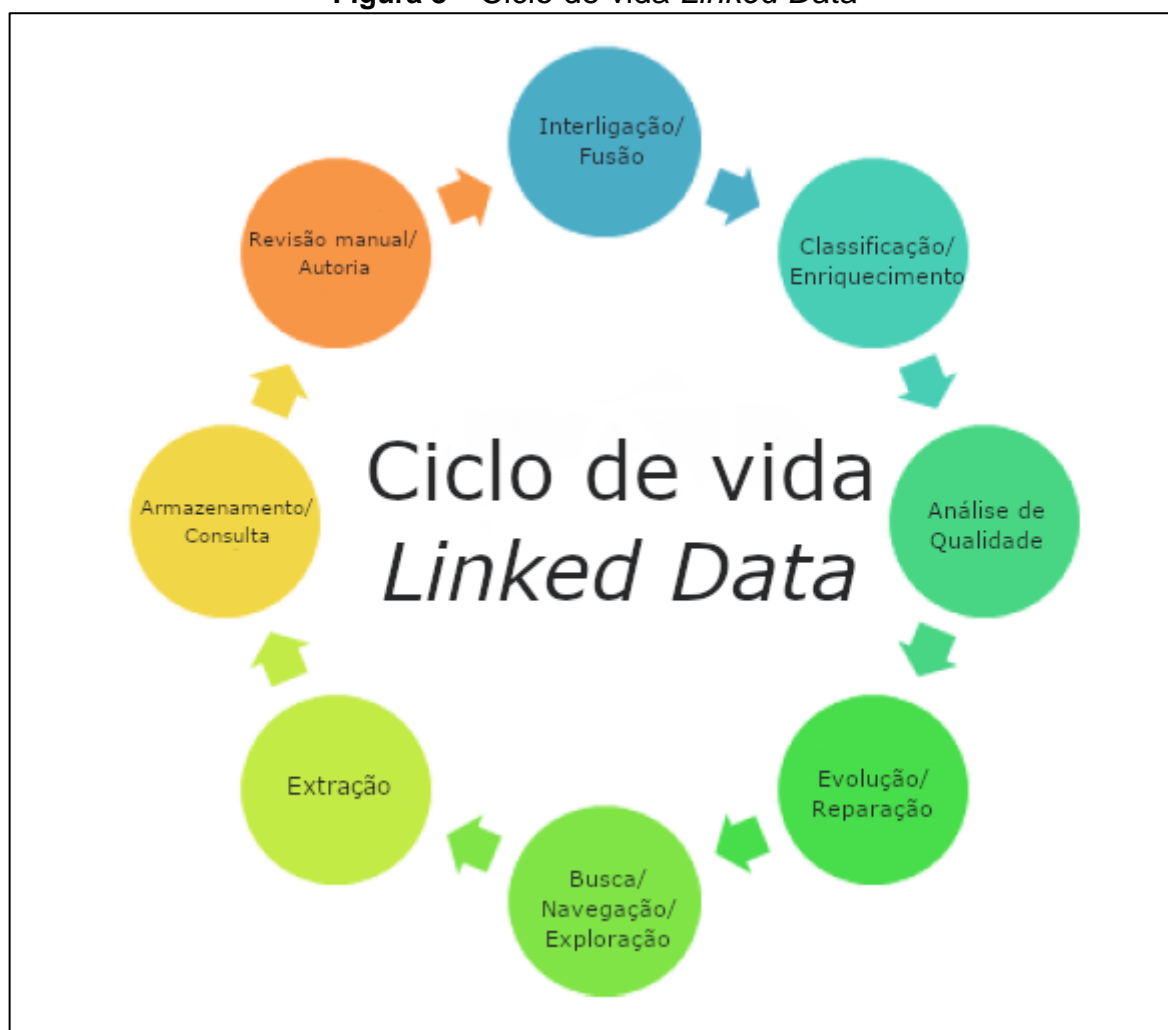 Ciclo de vida Linked Data
Interligação/
Fusão
Classificação/
Enriquecimento
Análise de
Qualidade
Evolução/
Reparação
Busca/
Navegação/
Exploração
Extração
Armazenamento/
Consulta
Revisão manual/
Autoria
Ciclo de vida
Linked Data